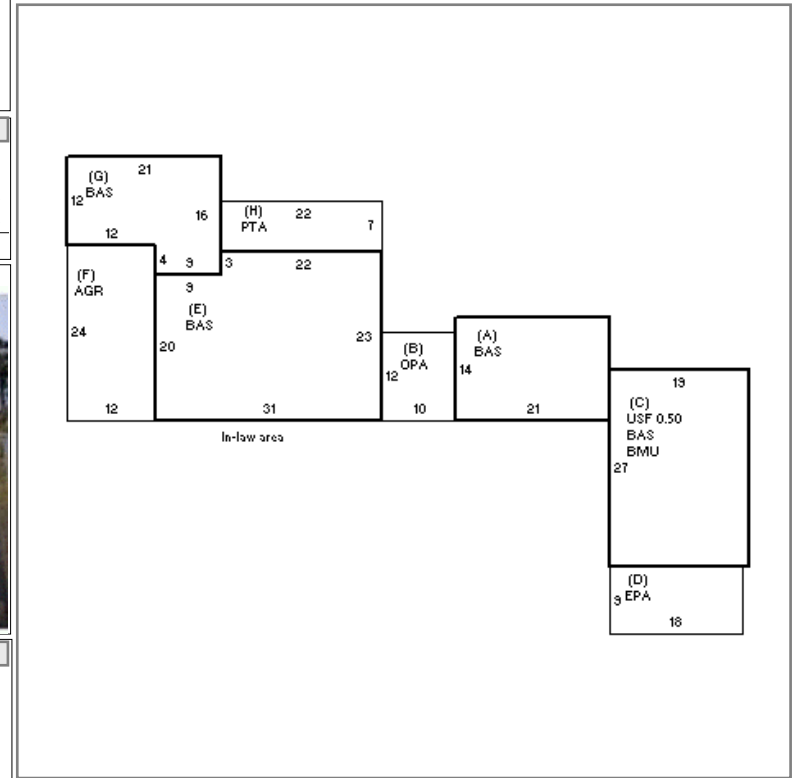 21
(G)
BAS
12
16
12
(H)
PTA
22
7
4
9
3
22
(F)
AGR
24
12
9
(E)
BAS
20
23
31
In-law area
(B)
OPA
12
10
(A)
BAS
14
21
19
(C)
USF 0.50
BAS
BMU
27
(D)
EPA
9
18